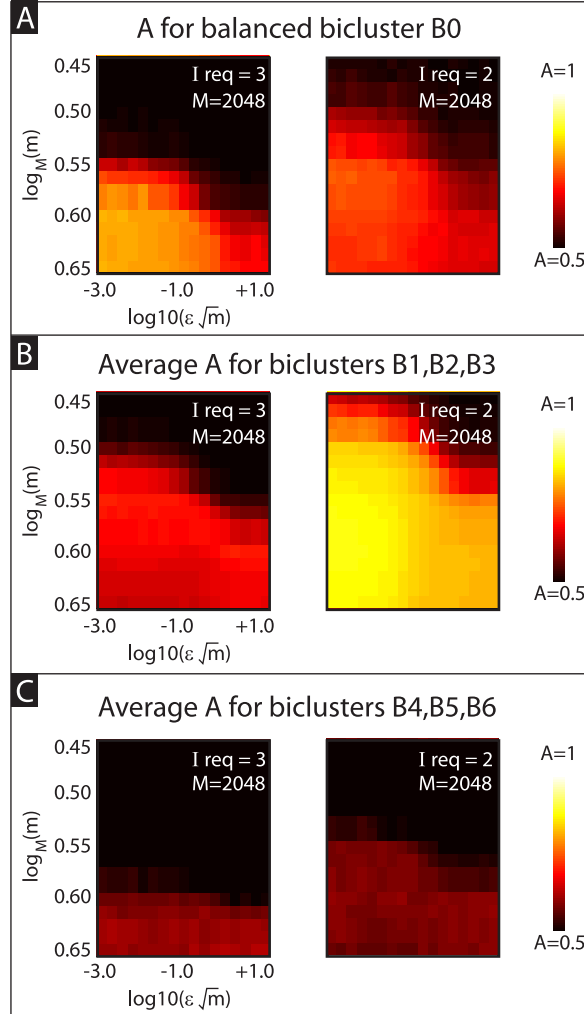 A
A for balanced bicluster B0
I req = 3
M=2048
I req = 2
M=2048
A=1
A=0.5
0.45
0.50
0.55
0.60
0.65
log_M(m)
-3.0 -1.0 +1.0
log10(ε√m)
B
Average A for biclusters B1,B2,B3
I req = 3
M=2048
I req = 2
M=2048
A=1
A=0.5
0.45
0.50
0.55
0.60
0.65
log_M(m)
-3.0 -1.0 +1.0
log10(ε√m)
C
Average A for biclusters B4,B5,B6
I req = 3
M=2048
I req = 2
M=2048
A=1
A=0.5
0.45
0.50
0.55
0.60
0.65
log_M(m)
-3.0 -1.0 +1.0
log10(ε√m)